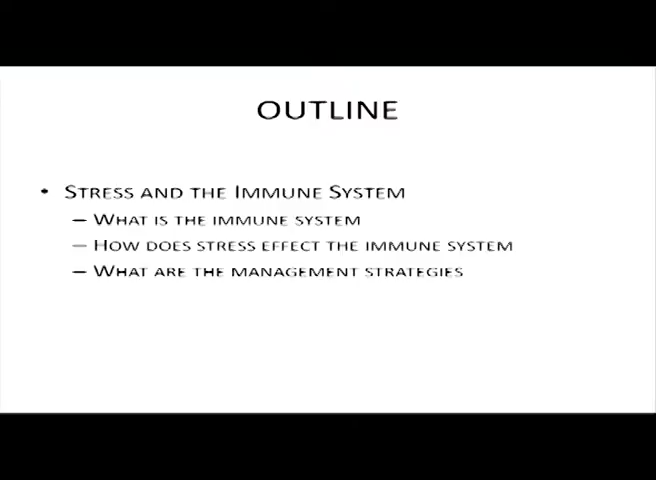 OUTLINE
• Stress and the Immune System
– What is the immune system
– How does stress effect the immune system
– What are the management strategies